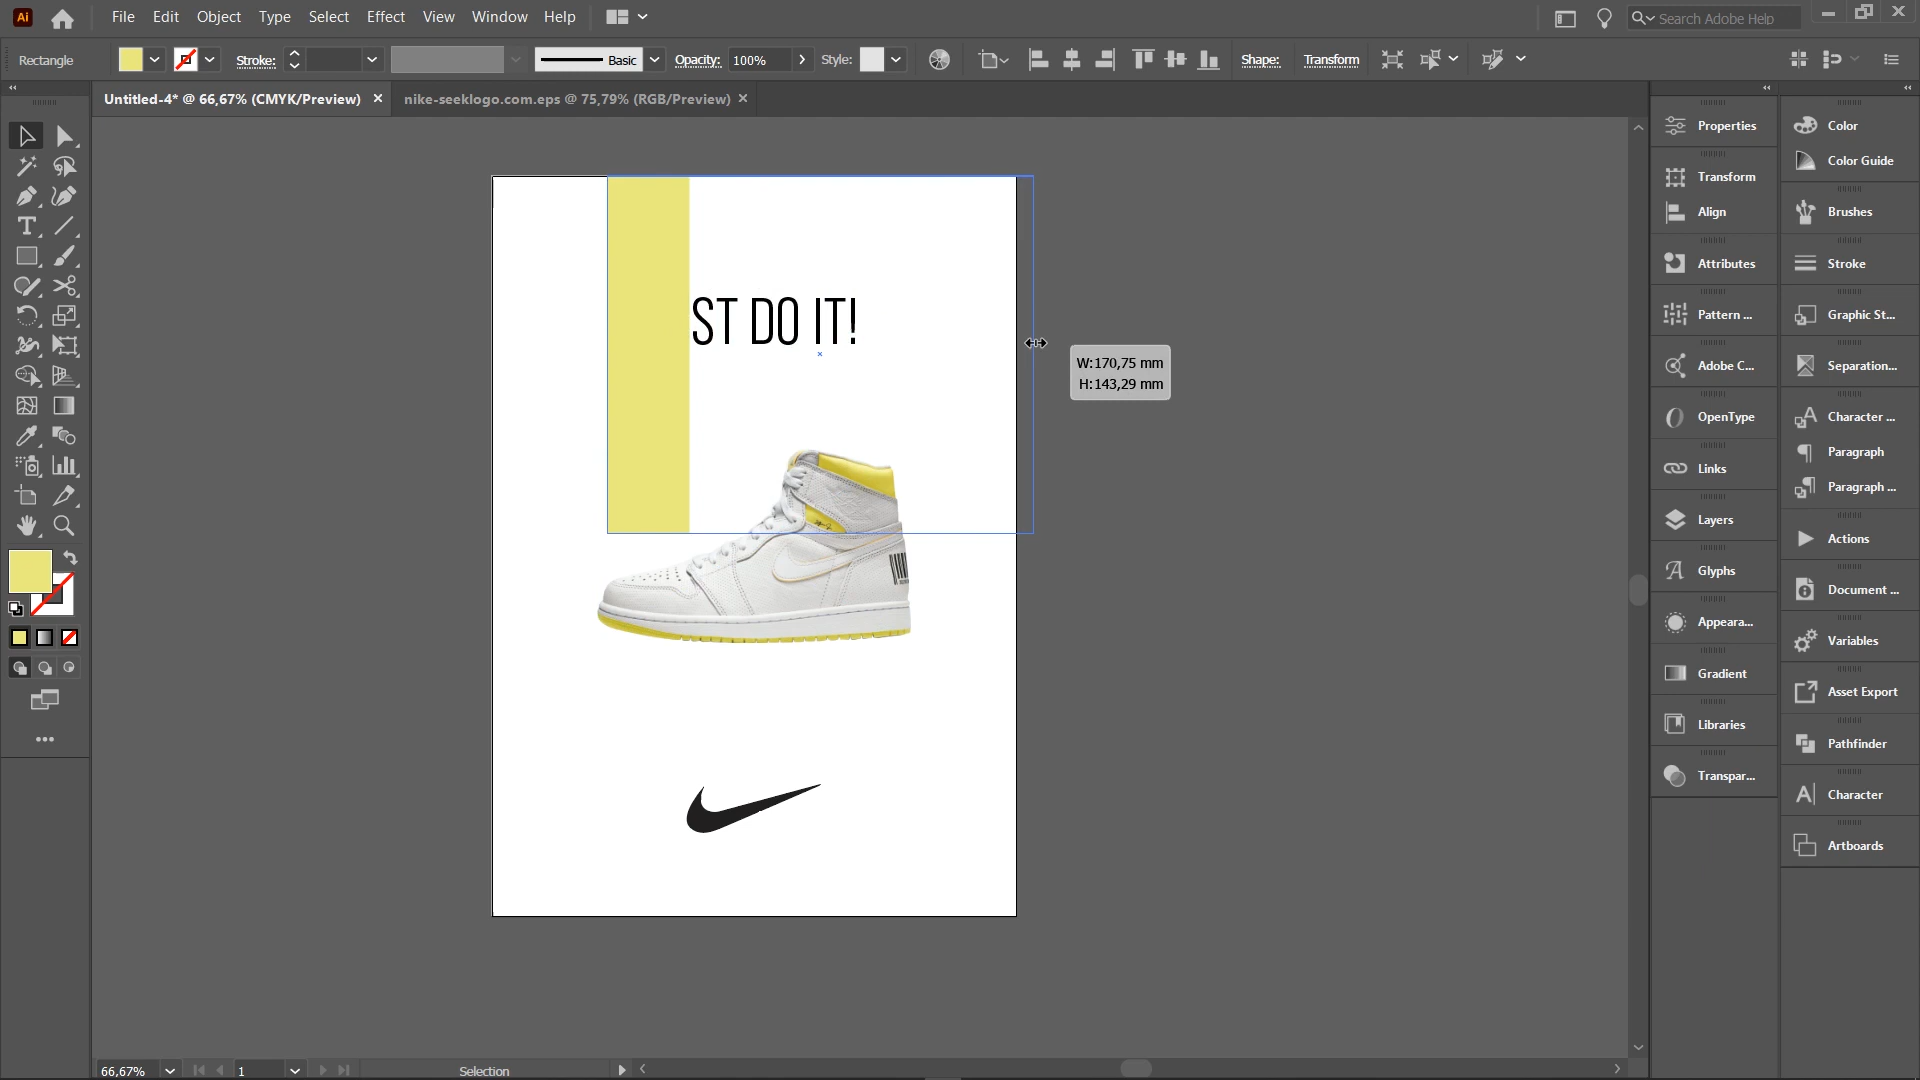 Ai File Edit Object Type Select Effect View Window Help Search Adobe Help
Rectangle Stroke: Basic Opacity: 100% Style: Shape: Transform
Untitled-4* @ 66,67% (CMYK/Preview) nike-seeklogo.com.eps @ 75,79% (RGB/Preview)
ST DO IT!
W:170,75 mm
H:143,29 mm
Properties
Transform
Align
Attributes
Pattern ...
Adobe C...
OpenType
Links
Layers
Glyphs
Appeara...
Gradient
Libraries
Transpar...
Color
Color Guide
Brushes
Stroke
Graphic St...
Separation...
Character ...
Paragraph
Paragraph ...
Actions
Document ...
Variables
Asset Export
Pathfinder
Character
Artboards
66,67% 1 Selection